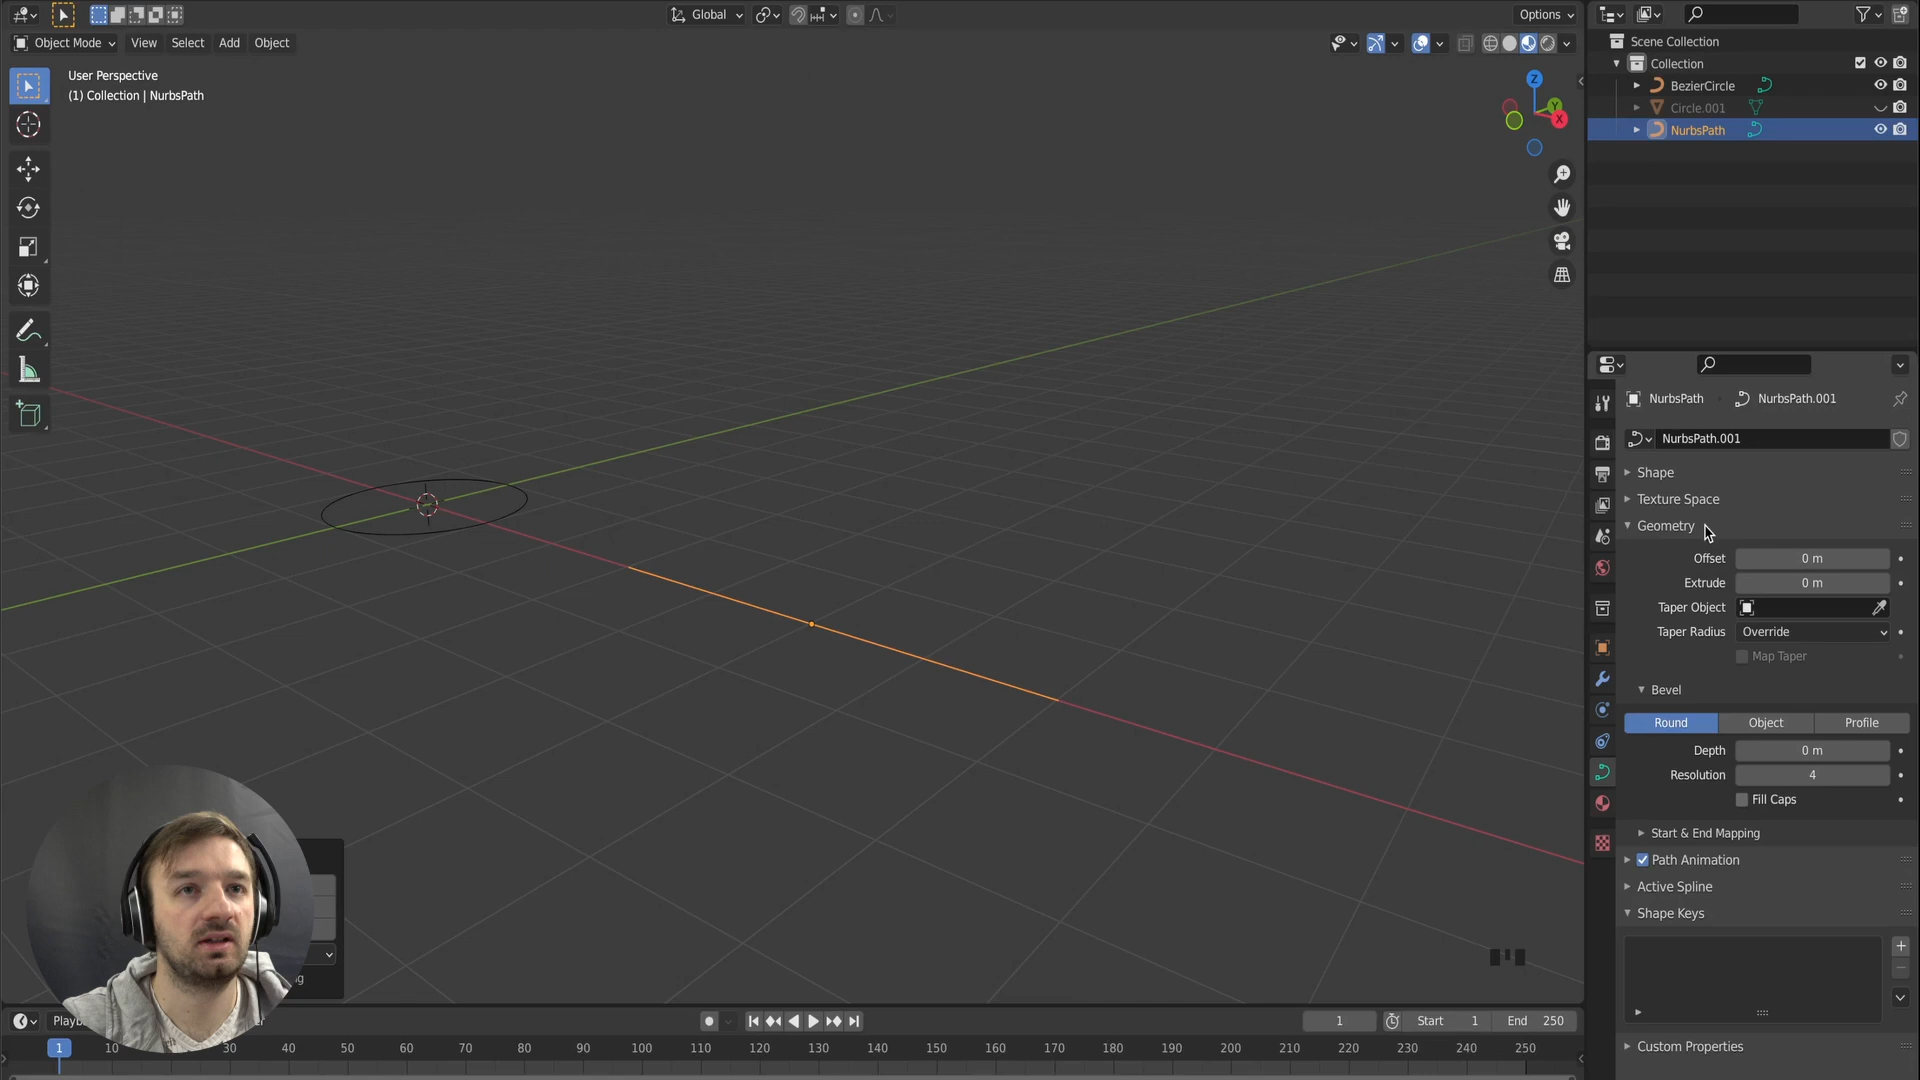 Global
Options
Object Mode
View
Select
Add
Object
User Perspective
(1) Collection | NurbsPath
Z
Y
X
Scene Collection
Collection
BezierCircle
Circle.001
NurbsPath
NurbsPath
NurbsPath.001
NurbsPath.001
Shape
Texture Space
Geometry
Offset
0 m
Extrude
0 m
Taper Object
Taper Radius
Override
Map Taper
Bevel
Round
Object
Profile
Depth
0 m
Resolution
4
Fill Caps
Start & End Mapping
Path Animation
Active Spline
Shape Keys
Custom Properties
1
Start
1
End
250
1
10
30
40
50
60
70
80
90
100
110
120
130
140
150
160
170
180
190
200
210
220
230
240
250